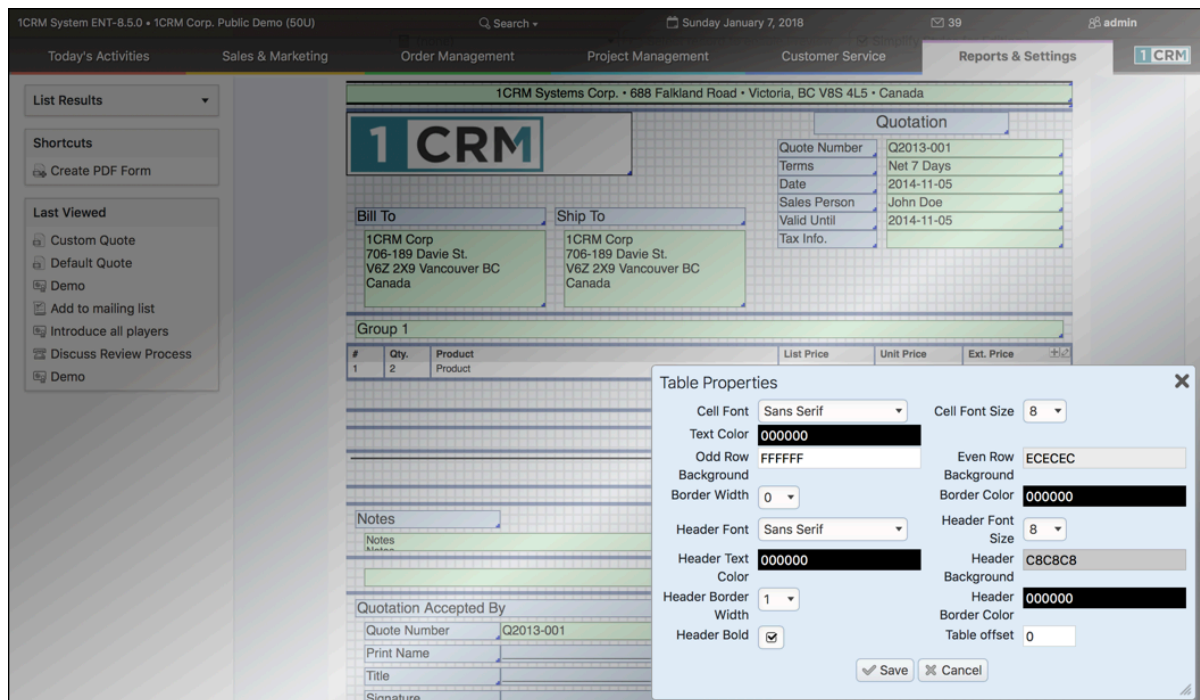 1CRM System ENT-8.5.0 • 1CRM Corp. Public Demo (50U)
Search
Sunday January 7, 2018
39
admin
Today's Activities
Sales & Marketing
Order Management
Project Management
Customer Service
Reports & Settings
1 CRM
List Results
Shortcuts
Create PDF Form
Last Viewed
Custom Quote
Default Quote
Demo
Add to mailing list
Introduce all players
Discuss Review Process
Demo
1CRM Systems Corp. • 688 Falkland Road • Victoria, BC V8S 4L5 • Canada
1 CRM
Quotation
Quote Number Q2013-001
Terms Net 7 Days
Date 2014-11-05
Sales Person John Doe
Valid Until 2014-11-05
Tax Info.
Bill To
1CRM Corp
706-189 Davie St.
V6Z 2X9 Vancouver BC
Canada
Ship To
1CRM Corp
706-189 Davie St.
V6Z 2X9 Vancouver BC
Canada
Group 1
# Qty. Product List Price Unit Price Ext. Price
1 2 Product
Notes
Notes
Notes
Quotation Accepted By
Quote Number Q2013-001
Print Name
Title
Signature
Table Properties
Cell Font Sans Serif Cell Font Size 8
Text Color 000000
Odd Row
Background
FFFFFF
Even Row
Background
ECECEC
Border Width 0 Border Color 000000
Header Font Sans Serif
Header Font
Size
8
Header Text
Color
000000
Header
Background
C8C8C8
Header Border
Width
1
Header
Border Color
000000
Header Bold
Table offset 0
Save
Cancel